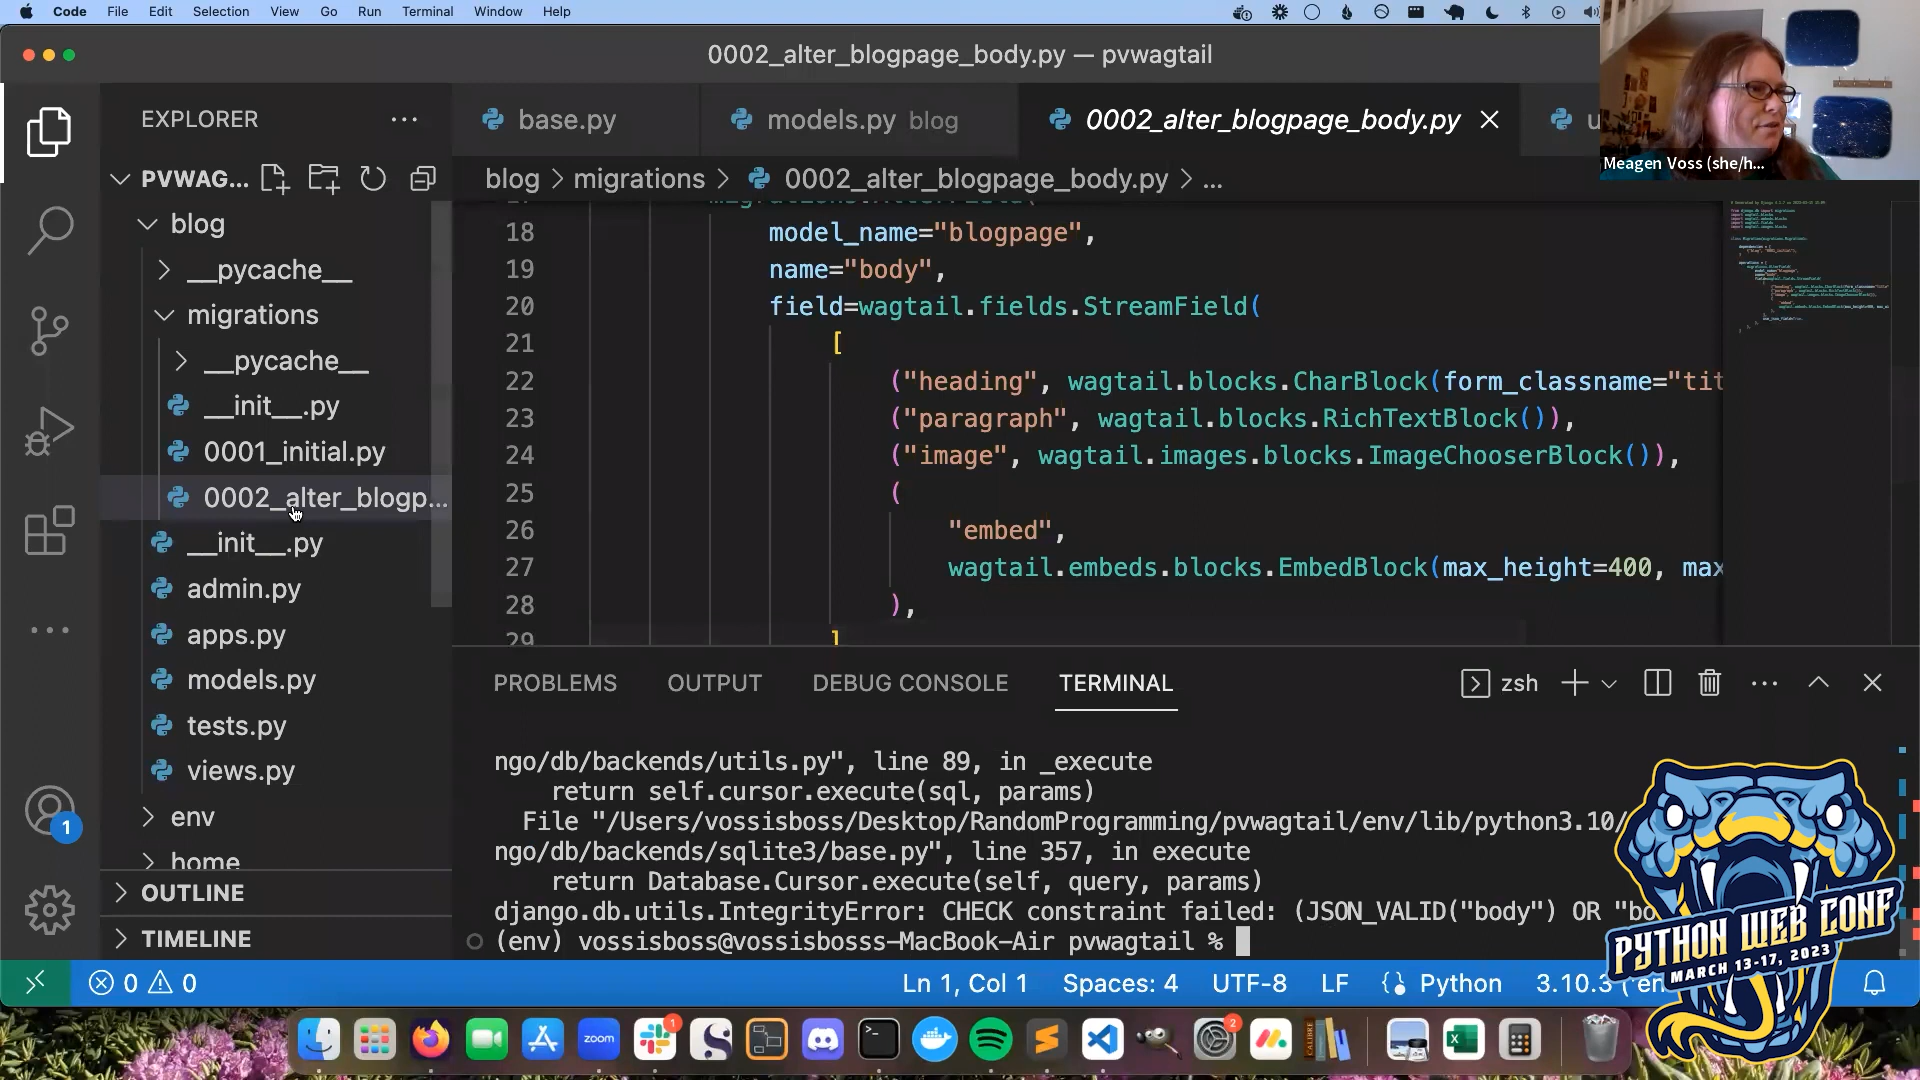 Code File Edit Selection View Go Run Terminal Window Help
0002_alter_blogpage_body.py — pvwagtail
Meagen Voss (she/h...
EXPLORER
PVWAG...
blog
__pycache__
migrations
__pycache__
__init__.py
0001_initial.py
0002_alter_blogp...
__init__.py
admin.py
apps.py
models.py
tests.py
views.py
env
home
OUTLINE
TIMELINE
base.py
models.py blog
0002_alter_blogpage_body.py
u
blog > migrations > 0002_alter_blogpage_body.py > ...
18 model_name="blogpage",
19 name="body",
20 field=wagtail.fields.StreamField(
21 [
22 ("heading", wagtail.blocks.CharBlock(form_classname="tit
23 ("paragraph", wagtail.blocks.RichTextBlock()),
24 ("image", wagtail.images.blocks.ImageChooserBlock()),
25 (
26 "embed",
27 wagtail.embeds.blocks.EmbedBlock(max_height=400, max
28 ),
29 ]
PROBLEMS OUTPUT DEBUG CONSOLE TERMINAL
zsh
ngo/db/backends/utils.py", line 89, in _execute
return self.cursor.execute(sql, params)
File "/Users/vossisboss/Desktop/RandomProgramming/pvwagtail/env/lib/python3.10/
ngo/db/backends/sqlite3/base.py", line 357, in execute
return Database.Cursor.execute(self, query, params)
django.db.utils.IntegrityError: CHECK constraint failed: (JSON_VALID("body") OR "bo
(env) vossisboss@vossisbosss-MacBook-Air pvwagtail %
PYTHON WEB CONF
MARCH 13-17, 2023
1
0 0
Ln 1, Col 1 Spaces: 4 UTF-8 LF Python 3.10.3 ('en
zoom
1
2